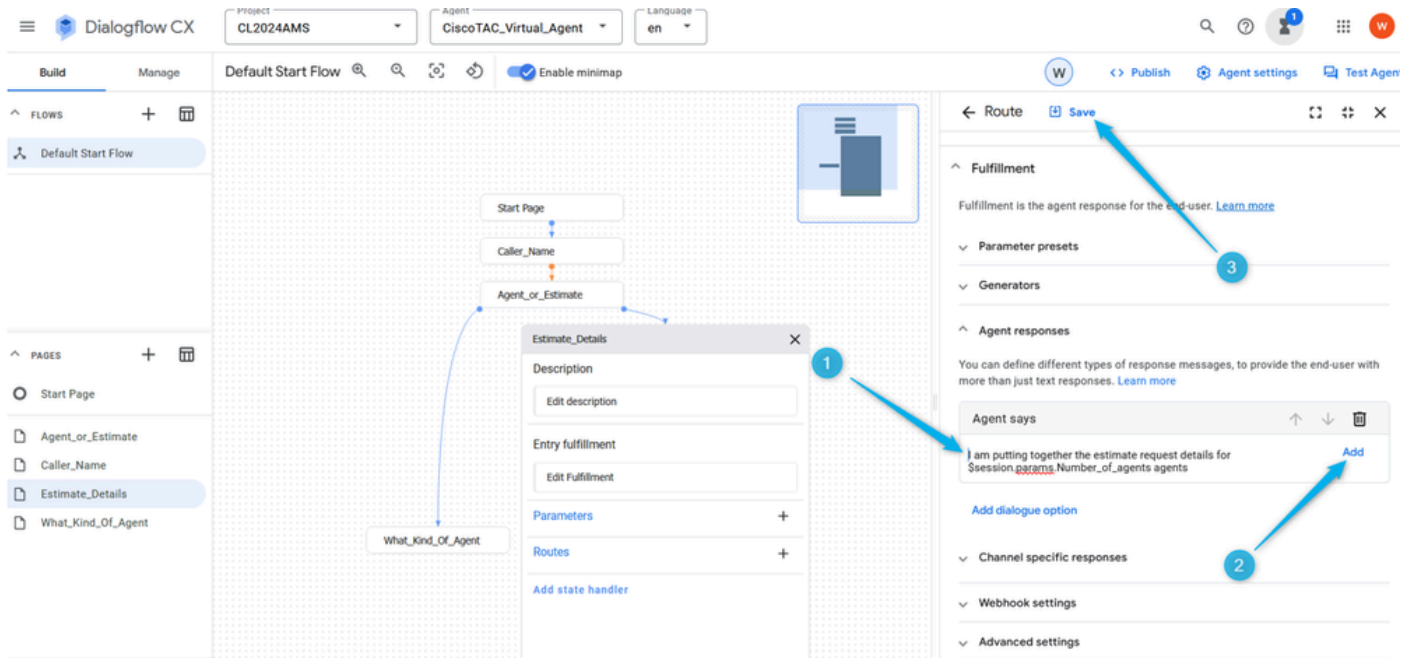 Dialogflow CX
Project
CL2024AMS
Agent
CiscoTAC_Virtual_Agent
Language
en
1
W
Build
Manage
Default Start Flow
Enable minimap
W
Publish
Agent settings
Test Agen
FLOWS
Default Start Flow
PAGES
Start Page
Agent_or_Estimate
Caller_Name
Estimate_Details
What_Kind_Of_Agent
Start Page
Caller_Name
Agent_or_Estimate
Estimate_Details
Description
Edit description
Entry fulfillment
Edit Fulfillment
Parameters
Routes
Add state handler
What_Kind_Of_Agent
Route
Save
Fulfillment
Fulfillment is the agent response for the end-user. Learn more
Parameter presets
3
Generators
Agent responses
1
You can define different types of response messages, to provide the end-user with
more than just text responses. Learn more
Agent says
I am putting together the estimate request details for
$session.params.Number_of_agents agents
Add
Add dialogue option
Channel specific responses
2
Webhook settings
Advanced settings